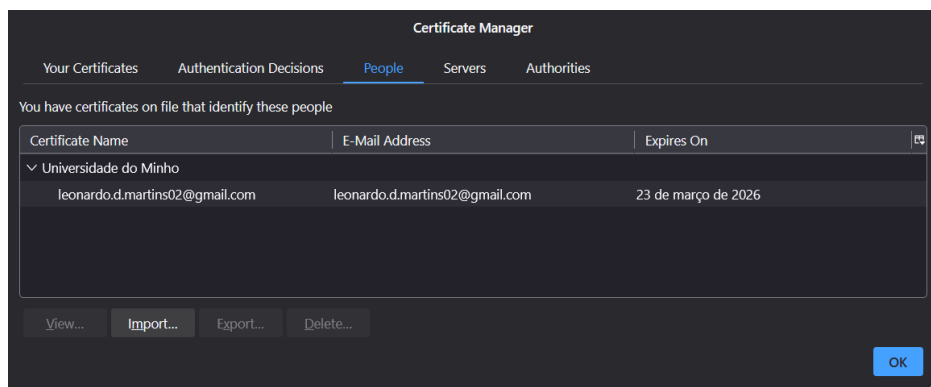 Certificate Manager
Your Certificates Authentication Decisions People Servers Authorities
You have certificates on file that identify these people
Certificate Name E-Mail Address Expires On
Universidade do Minho
leonardo.d.martins02@gmail.com leonardo.d.martins02@gmail.com 23 de março de 2026
View... Import... Export... Delete...
OK